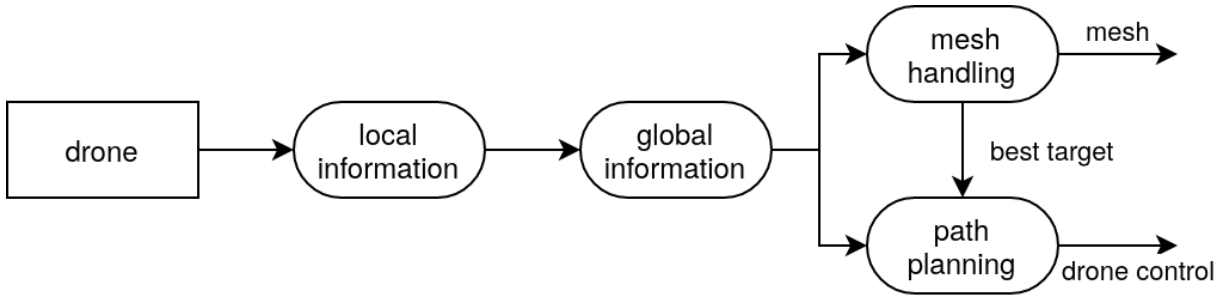 drone
local
information
global
information
mesh
handling
mesh
best target
path
planning
drone control